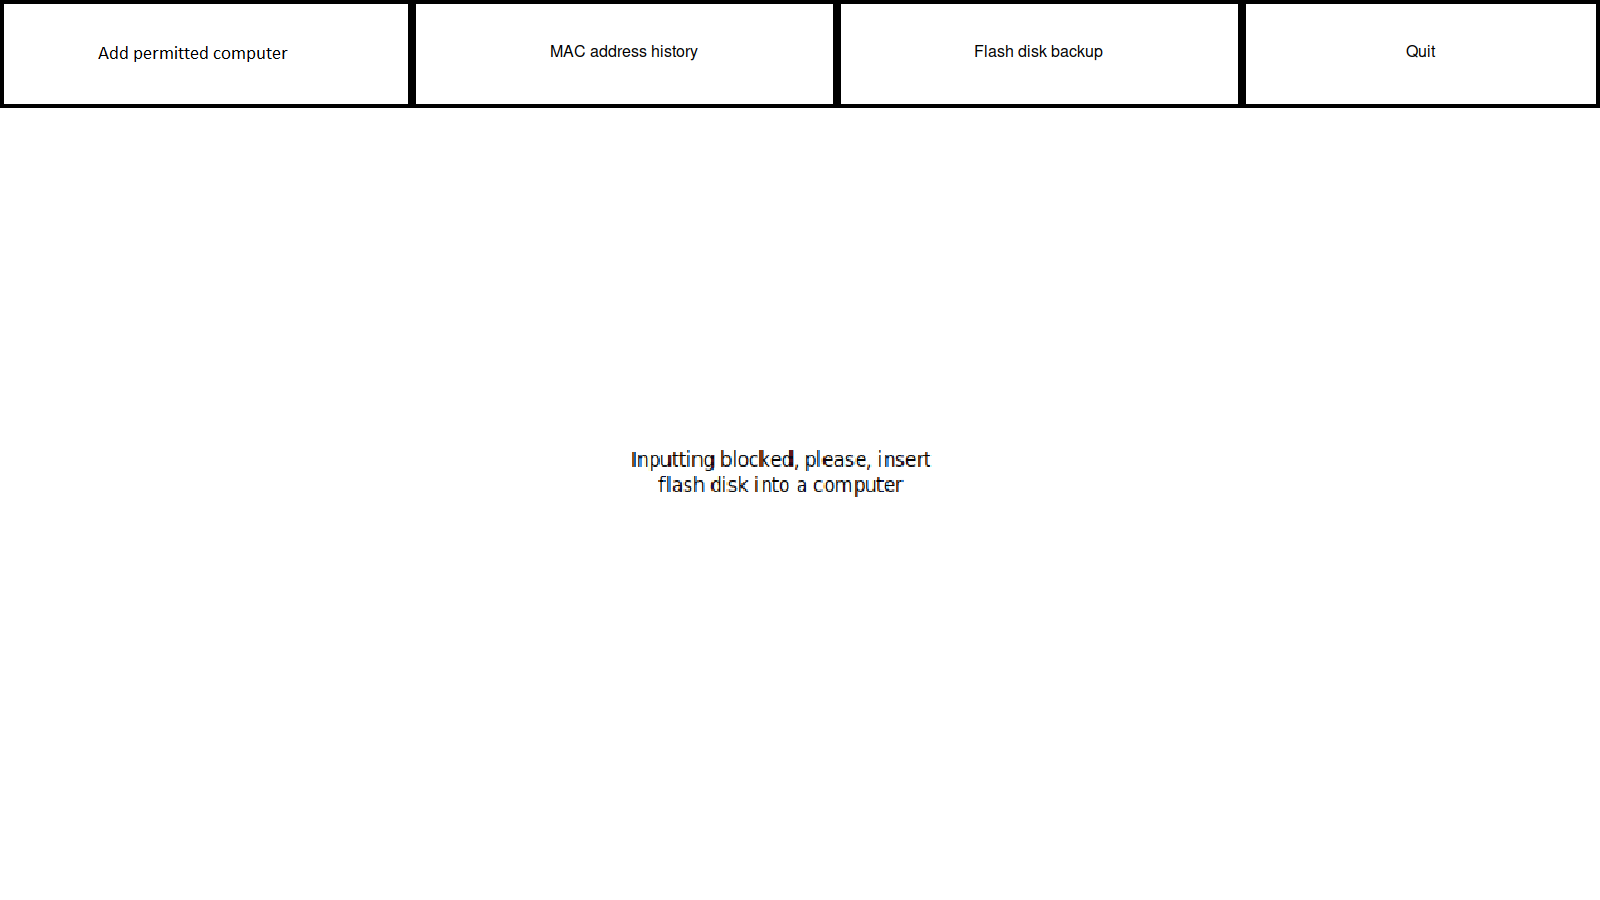 Add permitted computer
MAC address history
Flash disk backup
Quit
Inputting blocked, please, insert
flash disk into a computer